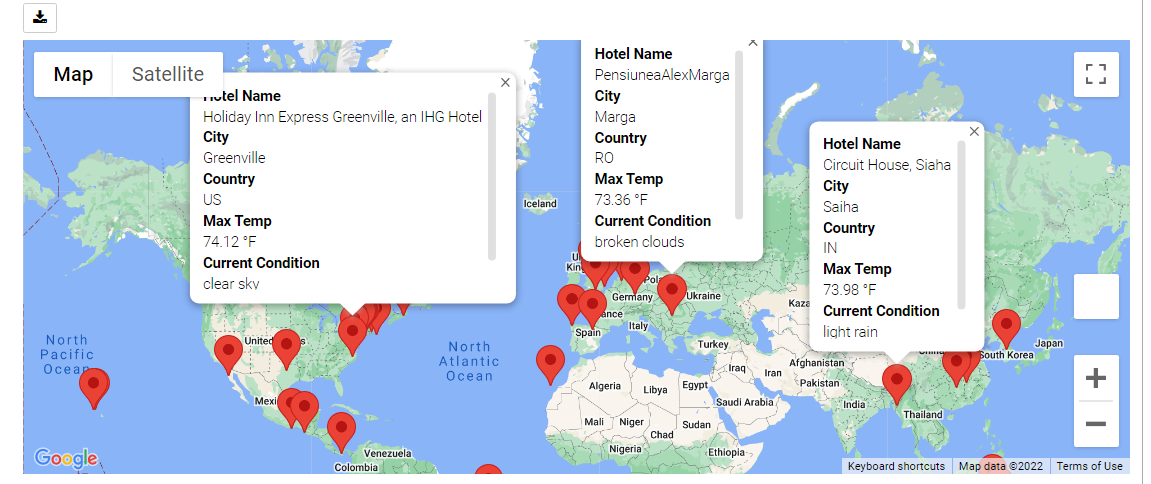 Map
Satellite
Hotel Name
Holiday Inn Express Greenville, an IHG Hotel
City
Greenville
Country
US
Max Temp
74.12 °F
Current Condition
clear sky
Hotel Name
PensiuneaAlexMarga
City
Marga
Country
RO
Max Temp
73.36 °F
Current Condition
broken clouds
Hotel Name
Circuit House, Siaha
City
Saiha
Country
IN
Max Temp
73.98 °F
Current Condition
light rain
Iceland
Germany
Ukraine
Spain
Italy
Turkey
Iraq
Iran
Afghanistan
Pakistan
India
Thailand
South Korea
Japan
Algeria
Libya
Egypt
Saudi Arabia
Mali
Niger
Chad
Sudan
Nigeria
Ethiopia
North
Pacific
Ocean
North
Atlantic
Ocean
Venezuela
Colombia
Google
Keyboard shortcuts
Map data ©2022
Terms of Use